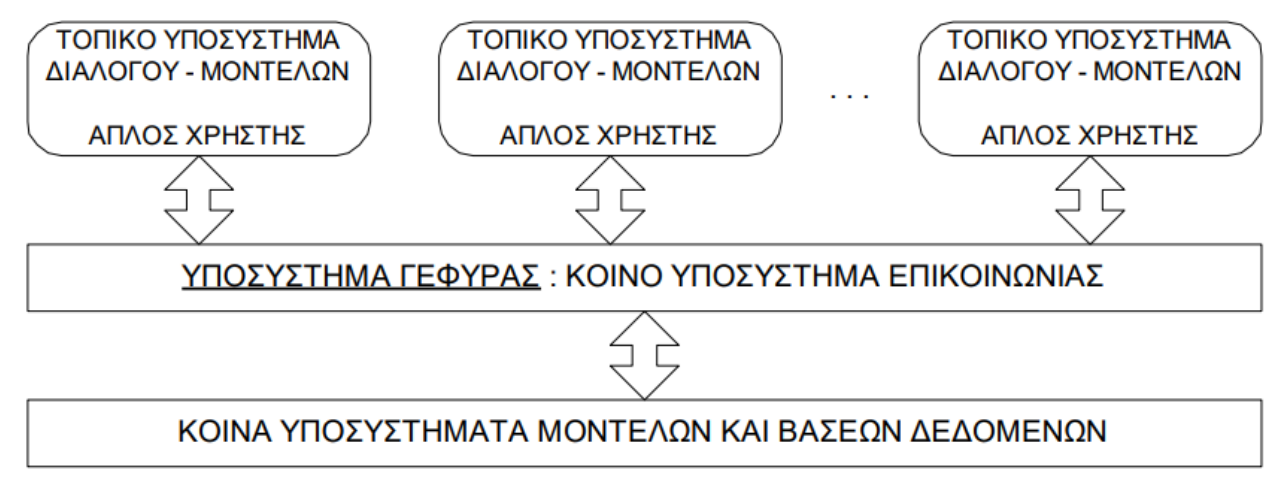 ΤΟΠΙΚΟ ΥΠΟΣΥΣΤΗΜΑ
ΔΙΑΛΟΓΟΥ - ΜΟΝΤΕΛΩΝ
ΑΠΛΟΣ ΧΡΗΣΤΗΣ
ΤΟΠΙΚΟ ΥΠΟΣΥΣΤΗΜΑ
ΔΙΑΛΟΓΟΥ - ΜΟΝΤΕΛΩΝ
ΑΠΛΟΣ ΧΡΗΣΤΗΣ
. . .
ΤΟΠΙΚΟ ΥΠΟΣΥΣΤΗΜΑ
ΔΙΑΛΟΓΟΥ - ΜΟΝΤΕΛΩΝ
ΑΠΛΟΣ ΧΡΗΣΤΗΣ
ΥΠΟΣΥΣΤΗΜΑ ΓΕΦΥΡΑΣ : ΚΟΙΝΟ ΥΠΟΣΥΣΤΗΜΑ ΕΠΙΚΟΙΝΩΝΙΑΣ
ΚΟΙΝΑ ΥΠΟΣΥΣΤΗΜΑΤΑ ΜΟΝΤΕΛΩΝ ΚΑΙ ΒΑΣΕΩΝ ΔΕΔΟΜΕΝΩΝ